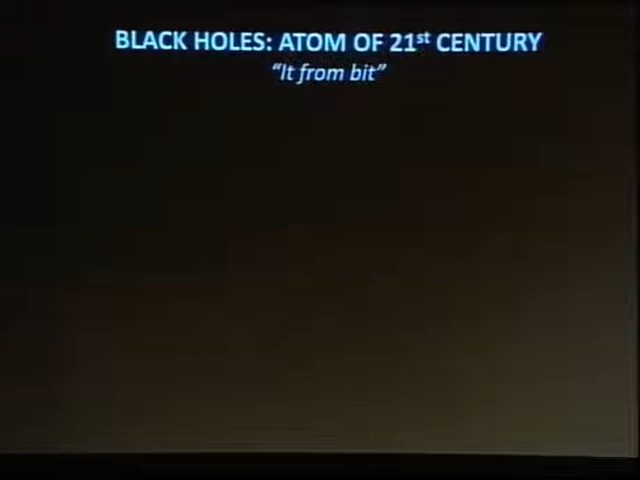 BLACK HOLES: ATOM OF 21st CENTURY
“It from bit”